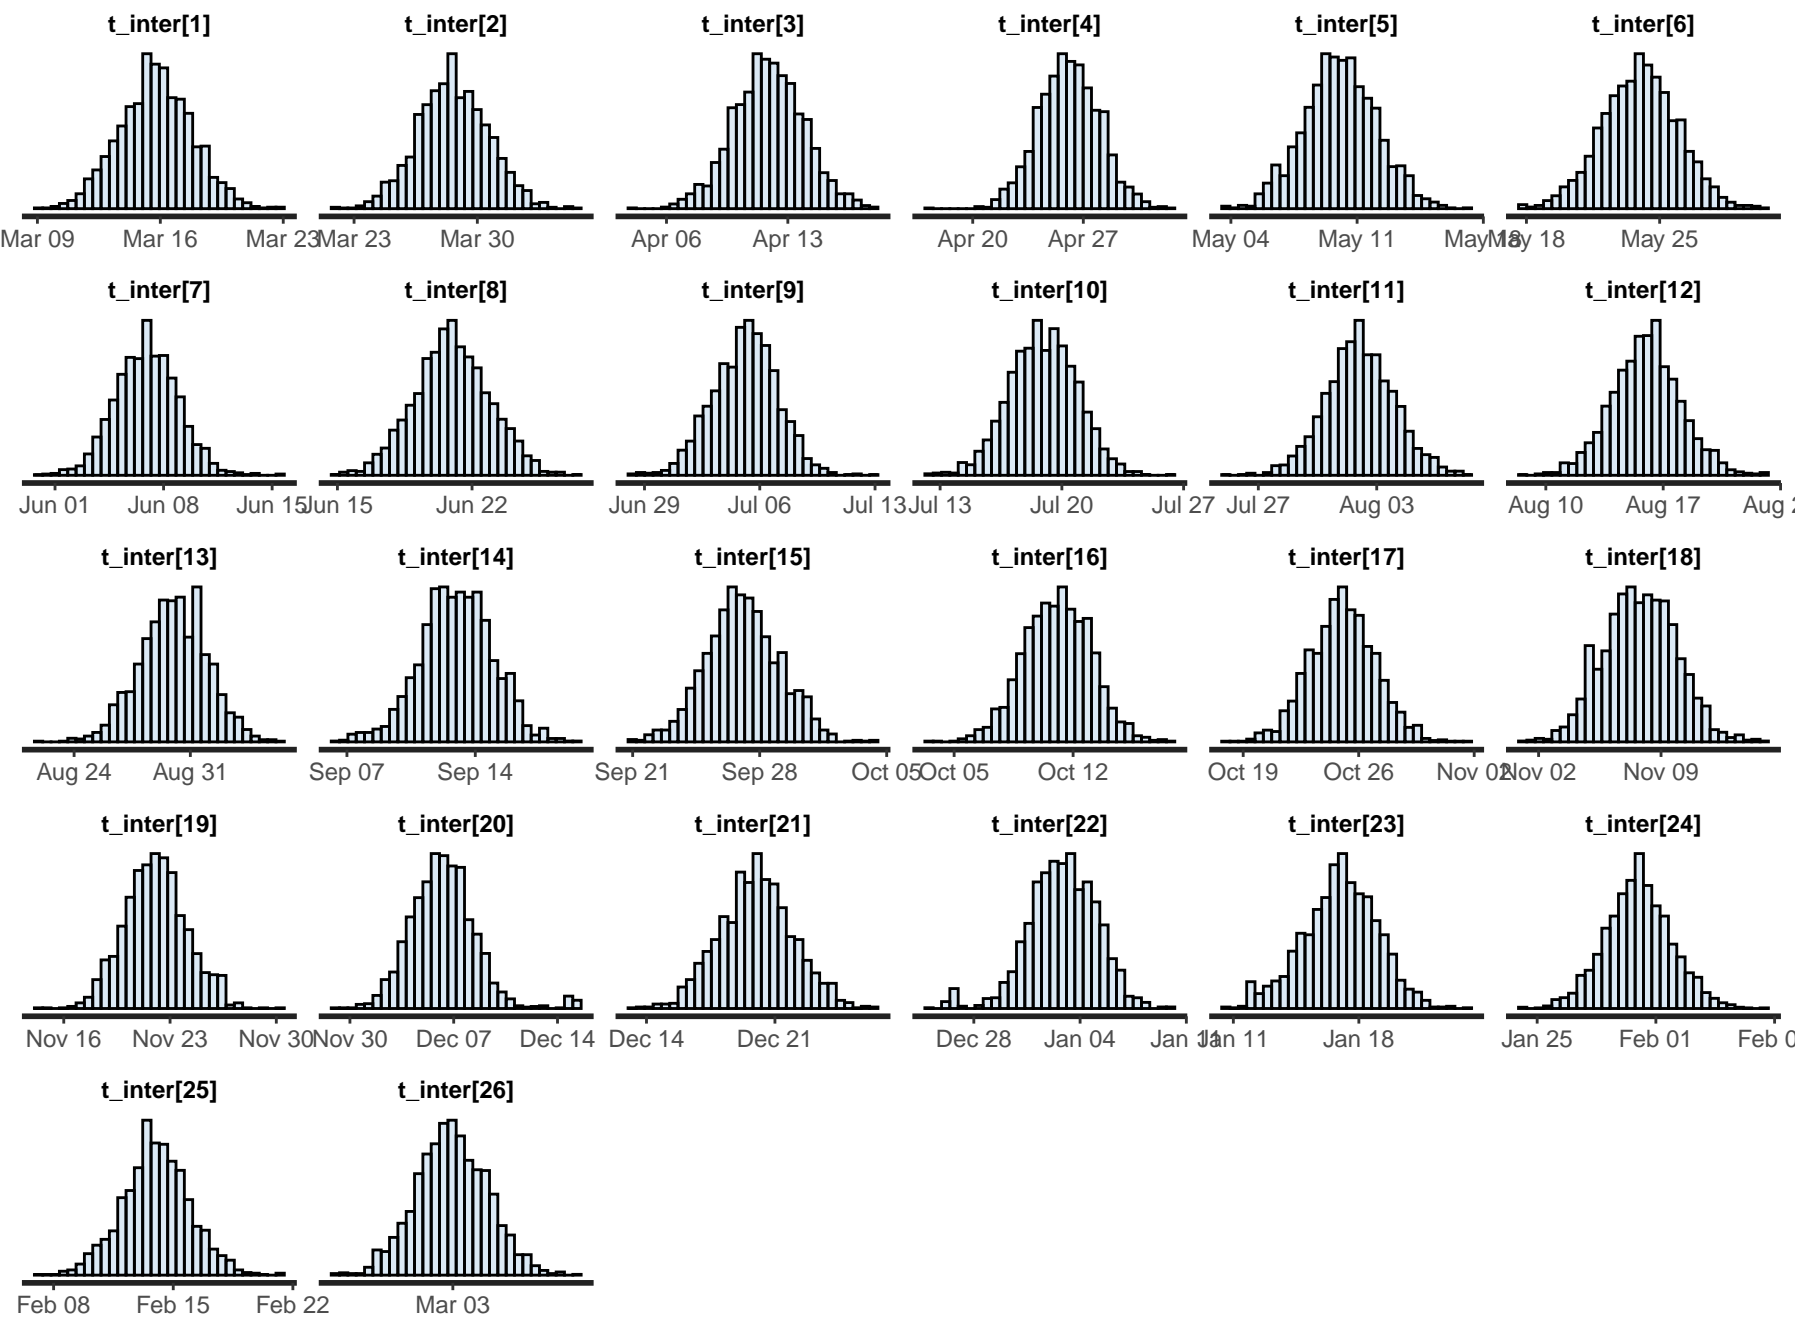 t_inter[1] t_inter[2] t_inter[3] t_inter[4] t_inter[5] t_inter[6]
Mar 09 Mar 16 Mar 23 Mar 23 Mar 30 Apr 06 Apr 13 Apr 20 Apr 27 May 04 May 11 May 18 May 18 May 25
t_inter[7] t_inter[8] t_inter[9] t_inter[10] t_inter[11] t_inter[12]
Jun 01 Jun 08 Jun 15 Jun 15 Jun 22 Jun 29 Jul 06 Jul 13 Jul 13 Jul 20 Jul 27 Jul 27 Aug 03 Aug 10 Aug 17 Aug
t_inter[13] t_inter[14] t_inter[15] t_inter[16] t_inter[17] t_inter[18]
Aug 24 Aug 31 Sep 07 Sep 14 Sep 21 Sep 28 Oct 05 Oct 05 Oct 12 Oct 19 Oct 26 Nov 02 Nov 02 Nov 09
t_inter[19] t_inter[20] t_inter[21] t_inter[22] t_inter[23] t_inter[24]
Nov 16 Nov 23 Nov 30 Nov 30 Dec 07 Dec 14 Dec 14 Dec 21 Dec 28 Jan 04 Jan 11 Jan 11 Jan 18 Jan 25 Feb 01 Feb
t_inter[25] t_inter[26]
Feb 08 Feb 15 Feb 22 Mar 03